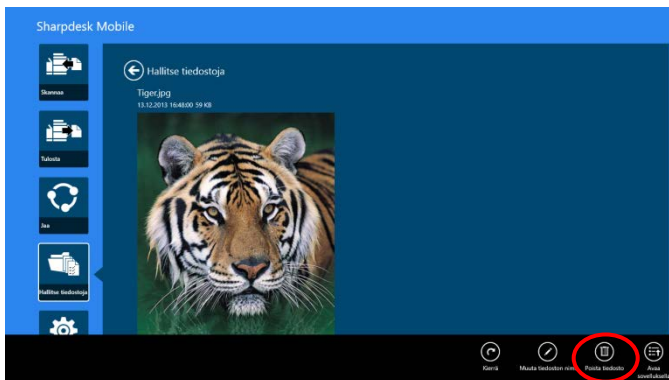 Sharpdesk Mobile
Skannaa
Tulosta
Jaa
Hallitse tiedostoja
Hallitse tiedostoja
Tiger.jpg
13.12.2013 16:48:00 59 KB
Kierrä
Muuta tiedoston nimi
Poista tiedosto
Avaa
sovelluksella